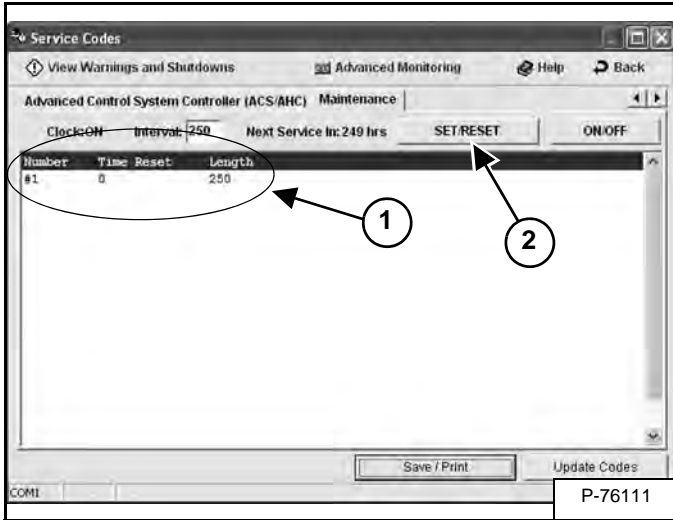 Service Codes
View Warnings and Shutdowns Advanced Monitoring Help Back
Advanced Control System Controller (ACS/AHC) Maintenance
Clock:ON Interval: 250 Next Service In: 249 hrs SET/RESET ON/OFF
Number Time Reset Length
#1 0 250
1
2
Save / Print Update Codes
COM1
P-76111